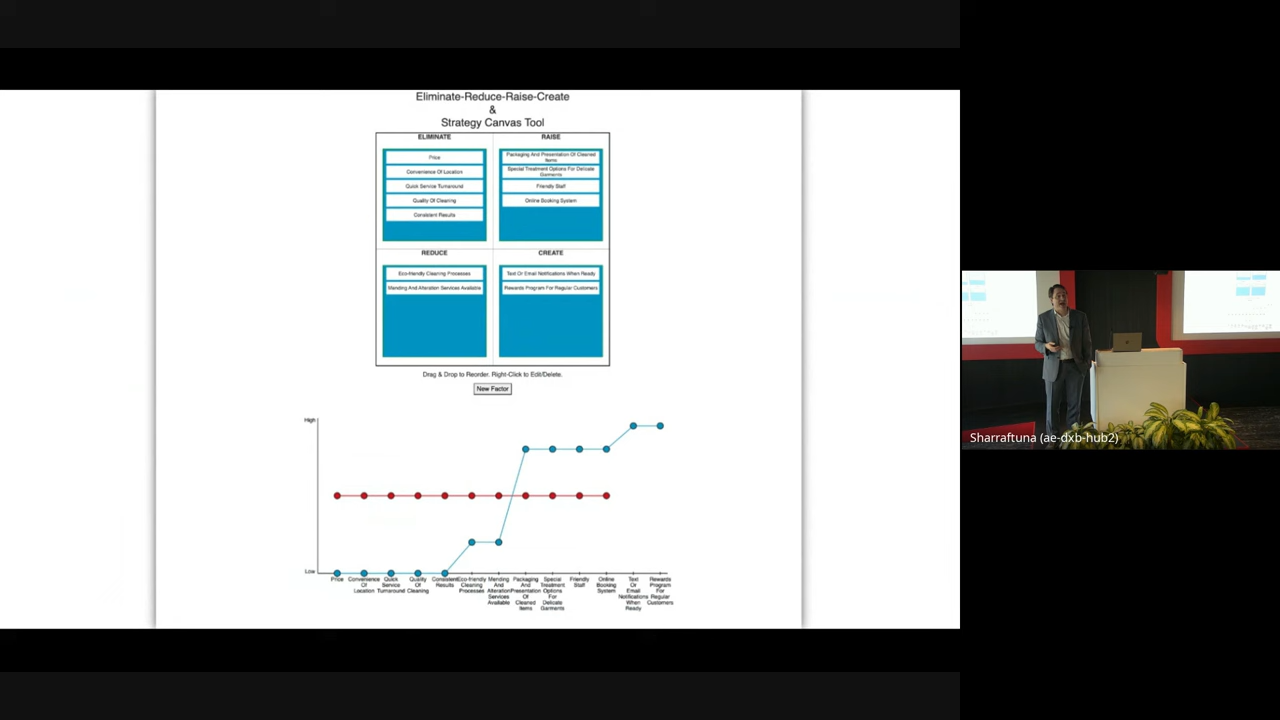 Eliminate-Reduce-Raise-Create
&
Strategy Canvas Tool
ELIMINATE
Price
Convenience Of Location
Quick Service Turnaround
Quality Of Cleaning
Consistent Results
RAISE
Packaging And Presentation Of Cleaned
Items
Special Treatment Options For Delicate
Garments
Friendly Staff
Online Booking System
REDUCE
Eco-friendly Cleaning Processes
Mending And Alteration Services Available
CREATE
Text Or Email Notifications When Ready
Rewards Program For Regular Customers
Drag & Drop to Reorder. Right-Click to Edit/Delete.
New Factor
High
Low
Price
Convenience
Of
Location
Quick
Service
Turnaround
Quality
Of
Cleaning
Consistent
Results
Eco-friendly
Cleaning
Processes
Mending
And
Alteration
Services
Available
Packaging
And
Presentation
Of
Cleaned
Items
Special
Treatment
Options
For
Delicate
Garments
Friendly
Staff
Online
Booking
System
Text
Or
Email
Notifications
When
Ready
Rewards
Program
For
Regular
Customers
Sharraftuna (ae-dxb-hub2)